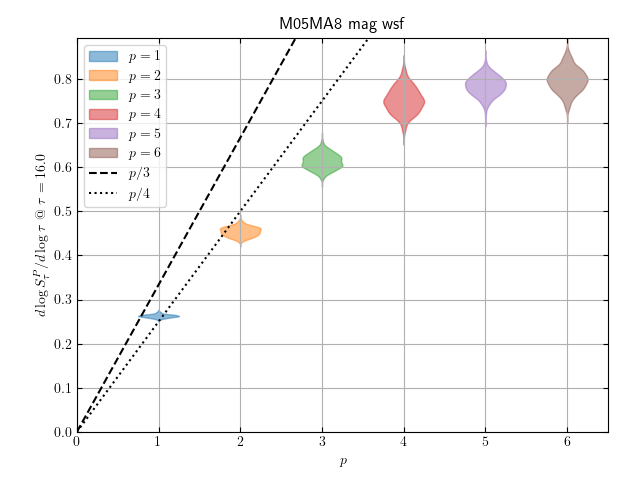 M05MA8 mag wsf
d log S_τ^P / d log τ @ τ = 16.0
0.8
0.7
0.6
0.5
0.4
0.3
0.2
0.1
0.0
p = 1
p = 2
p = 3
p = 4
p = 5
p = 6
p/3
p/4
0 1 2 3 4 5 6
p